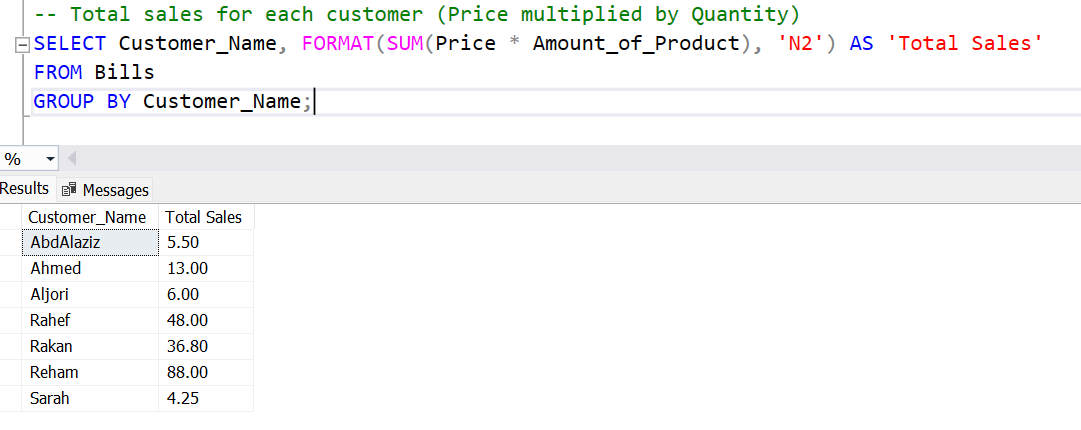 -- Total sales for each customer (Price multiplied by Quantity)
SELECT Customer_Name, FORMAT(SUM(Price * Amount_of_Product), 'N2') AS 'Total Sales'
FROM Bills
GROUP BY Customer_Name;
%
Results Messages
Customer_Name Total Sales
AbdAlaziz 5.50
Ahmed 13.00
Aljori 6.00
Rahef 48.00
Rakan 36.80
Reham 88.00
Sarah 4.25